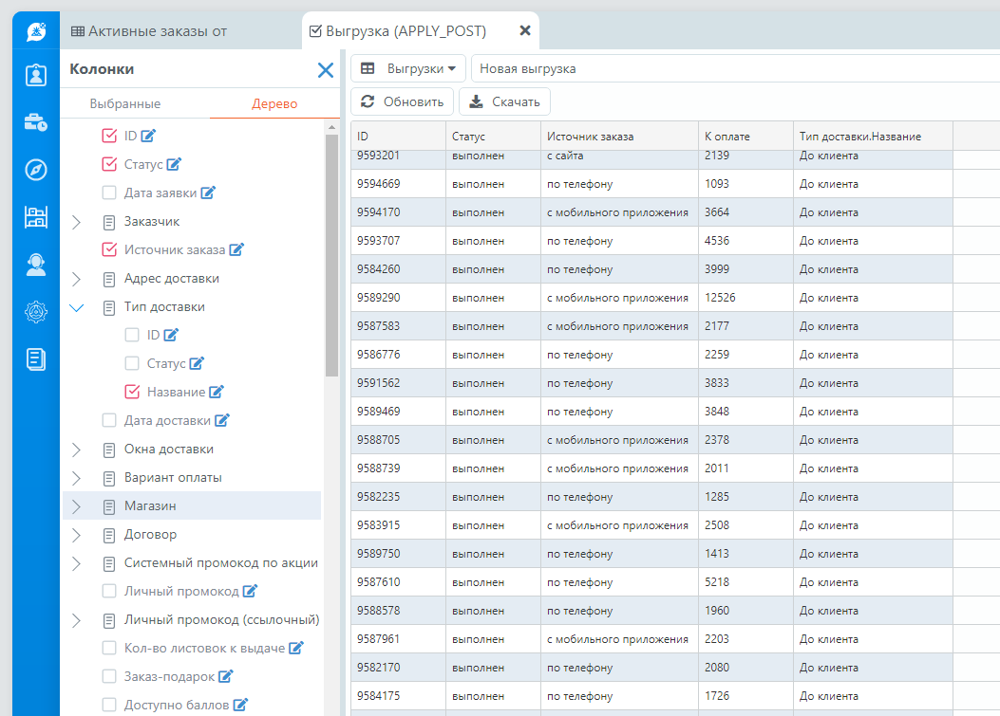 Активные заказы от
Выгрузка (APPLY_POST)
Колонки
Выбранные
Дерево
ID
Статус
Дата заявки
Заказчик
Источник заказа
Адрес доставки
Тип доставки
ID
Статус
Название
Дата доставки
Окна доставки
Вариант оплаты
Магазин
Договор
Системный промокод по акции
Личный промокод
Личный промокод (ссылочный)
Кол-во листовок к выдаче
Заказ-подарок
Доступно баллов
Выгрузки
Новая выгрузка
Обновить
Скачать
ID Статус Источник заказа К оплате Тип доставки.Название
9593201 выполнен с сайта 2139 До клиента
9594669 выполнен по телефону 1093 До клиента
9594170 выполнен с мобильного приложения 3664 До клиента
9593707 выполнен по телефону 4536 До клиента
9584260 выполнен по телефону 3999 До клиента
9589290 выполнен с мобильного приложения 12526 До клиента
9587583 выполнен с мобильного приложения 2177 До клиента
9586776 выполнен по телефону 2259 До клиента
9591562 выполнен по телефону 3833 До клиента
9589469 выполнен по телефону 3848 До клиента
9588705 выполнен с мобильного приложения 2378 До клиента
9588739 выполнен с мобильного приложения 2011 До клиента
9582235 выполнен по телефону 1285 До клиента
9583915 выполнен с мобильного приложения 2508 До клиента
9589750 выполнен по телефону 1413 До клиента
9587610 выполнен по телефону 5218 До клиента
9588578 выполнен по телефону 1960 До клиента
9587961 выполнен с мобильного приложения 2203 До клиента
9582170 выполнен по телефону 2080 До клиента
9584175 выполнен по телефону 1726 До клиента